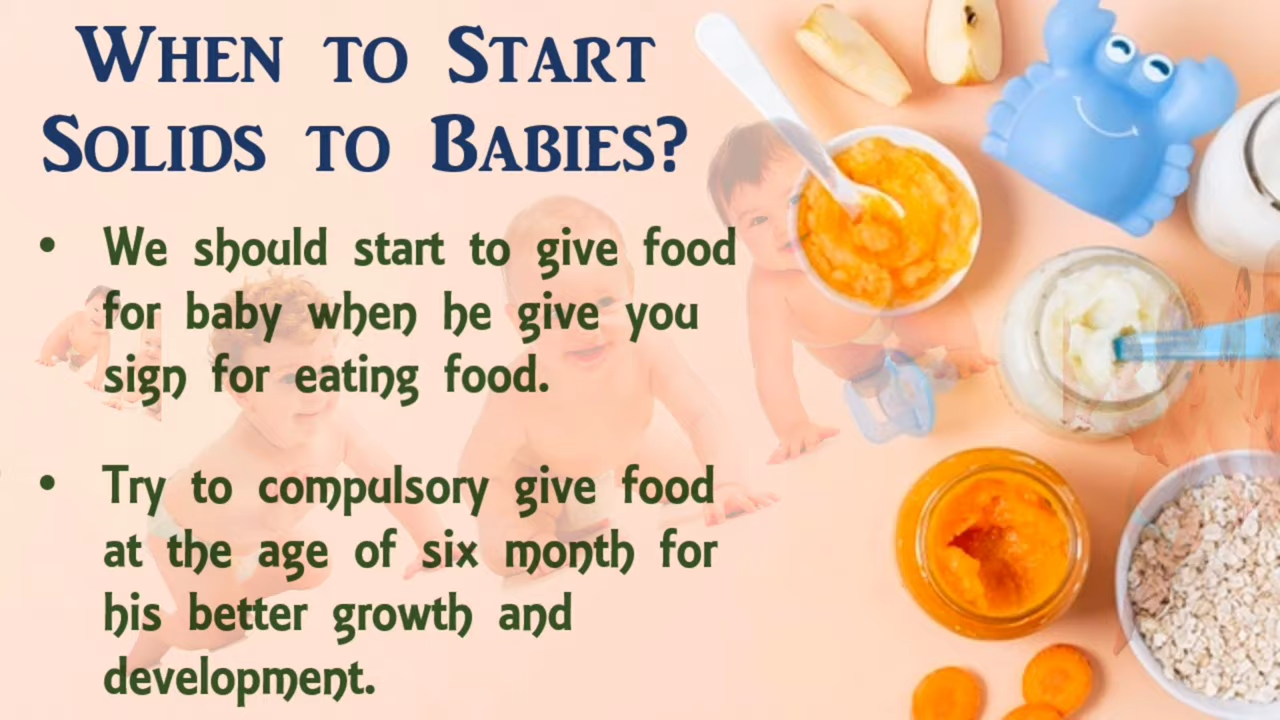 When to Start
Solids to Babies?
• We should start to give food
for baby when he give you
sign for eating food.
• Try to compulsory give food
at the age of six month for
his better growth and
development.